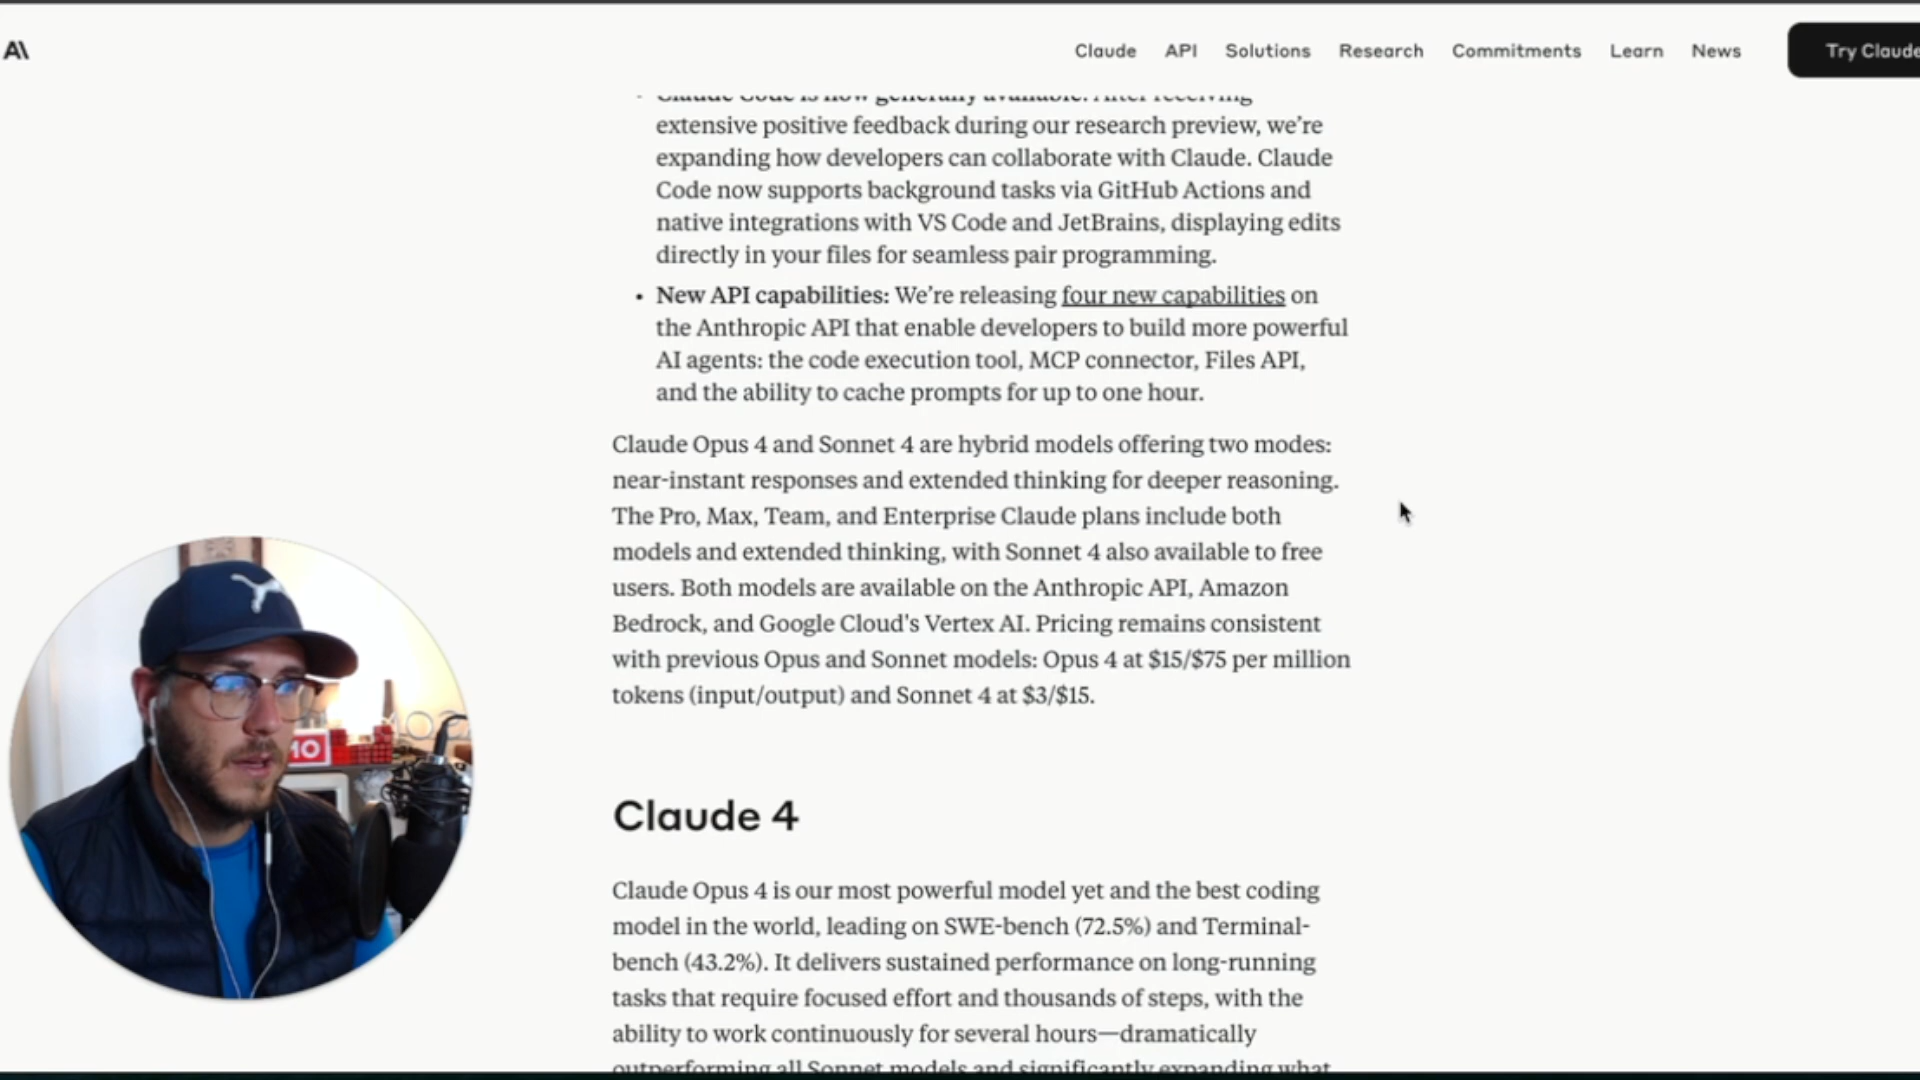 A\
Claude API Solutions Research Commitments Learn News Try Claude
Claude Code is now generally available: After receiving
extensive positive feedback during our research preview, we’re
expanding how developers can collaborate with Claude. Claude
Code now supports background tasks via GitHub Actions and
native integrations with VS Code and JetBrains, displaying edits
directly in your files for seamless pair programming.
• New API capabilities: We’re releasing four new capabilities on
the Anthropic API that enable developers to build more powerful
AI agents: the code execution tool, MCP connector, Files API,
and the ability to cache prompts for up to one hour.
Claude Opus 4 and Sonnet 4 are hybrid models offering two modes:
near-instant responses and extended thinking for deeper reasoning.
The Pro, Max, Team, and Enterprise Claude plans include both
models and extended thinking, with Sonnet 4 also available to free
users. Both models are available on the Anthropic API, Amazon
Bedrock, and Google Cloud's Vertex AI. Pricing remains consistent
with previous Opus and Sonnet models: Opus 4 at $15/$75 per million
tokens (input/output) and Sonnet 4 at $3/$15.
Claude 4
Claude Opus 4 is our most powerful model yet and the best coding
model in the world, leading on SWE-bench (72.5%) and Terminal-
bench (43.2%). It delivers sustained performance on long-running
tasks that require focused effort and thousands of steps, with the
ability to work continuously for several hours—dramatically
outperforming all Sonnet models and significantly expanding what